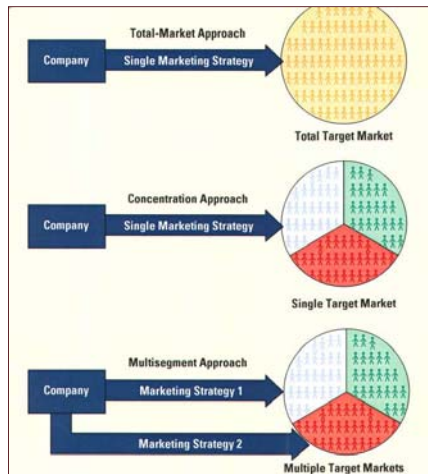 Total-Market Approach
Company
Single Marketing Strategy
Total Target Market
Concentration Approach
Company
Single Marketing Strategy
Single Target Market
Multisegment Approach
Company
Marketing Strategy 1
Marketing Strategy 2
Multiple Target Markets